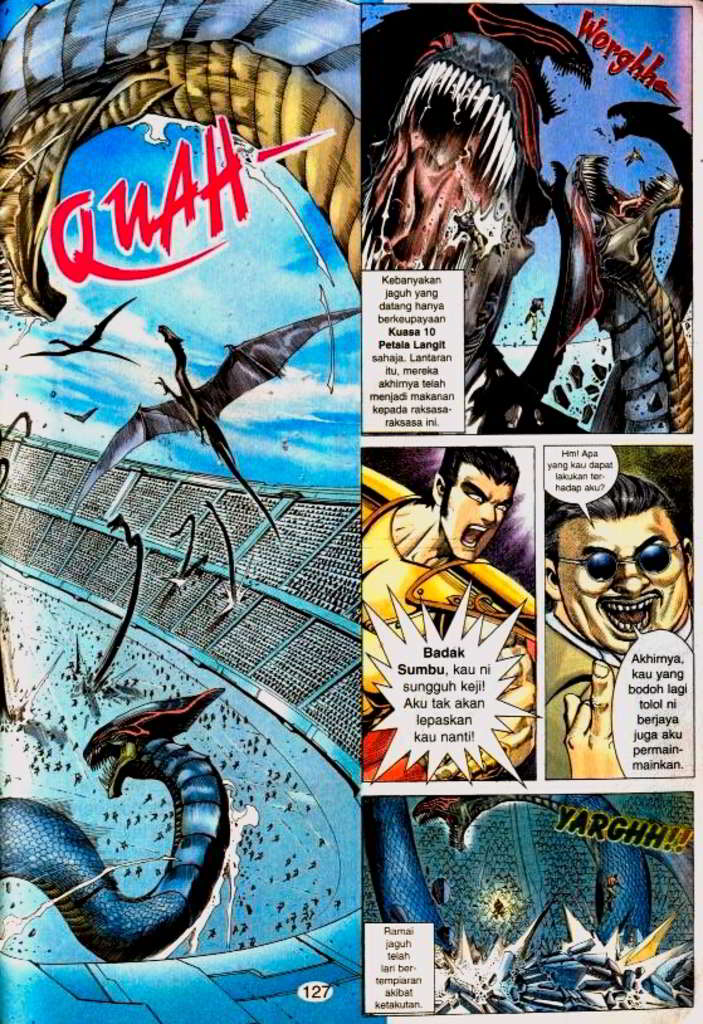 QUAH
Worghhe
Kebanyakan
jaguh yang
datang hanya
berkeupayaan
Kuasa 10
Petala Langit
sahaja. Lantaran
itu, mereka
akhirnya telah
menjadi makanan
kepada raksasa-
raksasa ini.
Badak
Sumbu, kau ni
sungguh keji!
Aku tak akan
lepaskan
kau nanti!
Hm! Apa
yang kau dapat
lakukan ter-
hadap aku?
Akhirnya,
kau yang
bodoh lagi
tolol ni
berjaya
juga aku
permain-
mainkan.
YARGHH!!
Ramai
jaguh
telah
lari ber-
tempiaran
akibat
ketakutan.
127